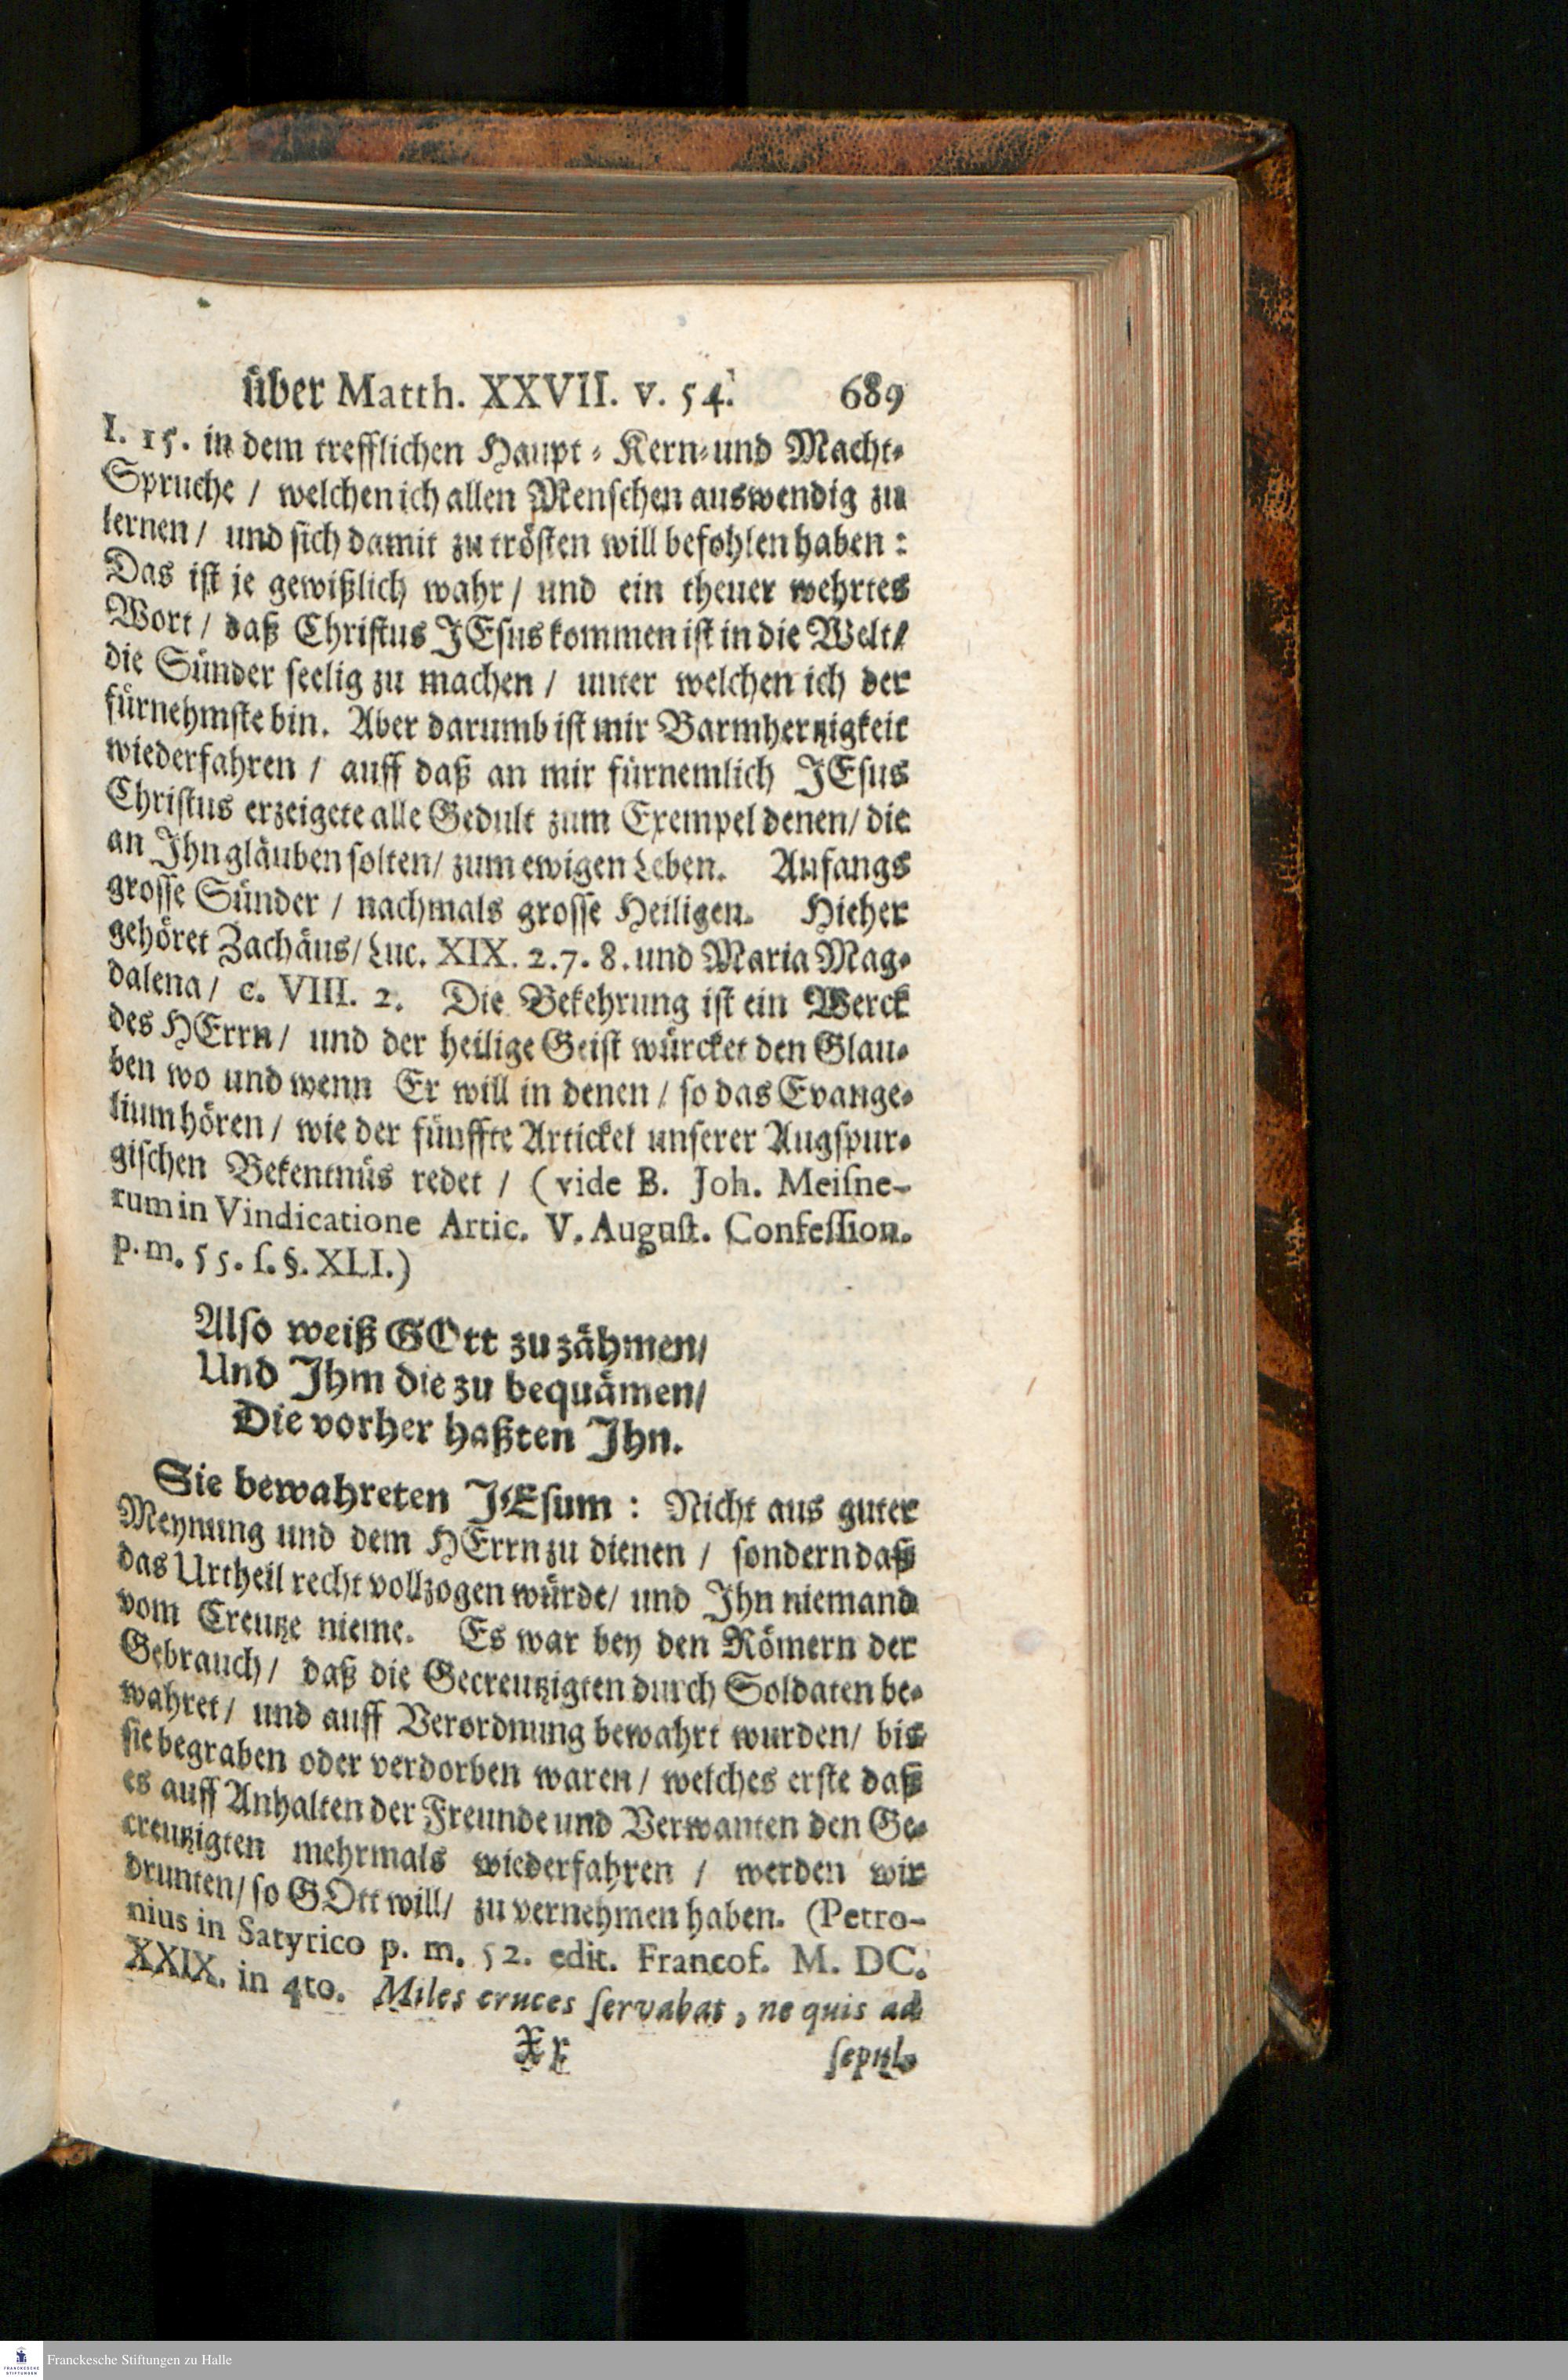 über Matth. XXVII. v. 54. 689
I. 15. in dem trefflichen Haupt-Kern-und Macht-
Spruche / welchen ich allen Menschen auswendig zu
lernen / und sich damit zu trösten will befohlen haben:
Das ist je gewißlich wahr / und ein theuer wehrtes
Wort / daß Christus JEsus kommen ist in die Welt/
die Sünder seelig zu machen / unter welchen ich der
fürnehmste bin. Aber darumb ist mir Barmhertzigkeit
wiederfahren / auff daß an mir fürnemlich JEsus
Christus erzeigete alle Gedult zum Exempel denen/ die
an Ihn gläuben solten/ zum ewigen Leben. Anfangs
grosse Sünder / nachmals grosse Heiligen. Hieher
gehöret Zachäus/ Luc. XIX. 2. 7. 8. und Maria Mag-
dalena / c. VIII. 2. Die Bekehrung ist ein Werck
des HErrn/ und der heilige Geist würcket den Glau-
ben wo und wenn Er will in denen / so das Evange-
lium hören / wie der fünffte Artickel unserer Augspur-
gischen Bekentnüs redet / (vide B. Joh. Meiſne-
rum in Vindicatione Artic. V. Auguſt. Confeſſion.
p. m. 55. ſ. §. XLI.)
Also weiß GOtt zu zähmen/
Und Ihm die zu bequämen/
Die vorher haßten Ihn.
Sie bewahreten JEsum: Nicht aus guter
Meynung und dem HErrn zu dienen / sondern daß
das Urtheil recht vollzogen würde/ und Ihn niemand
vom Creutze nieme. Es war bey den Römern der
Gebrauch / daß die Gecreutzigten durch Soldaten be-
wahret/ und auff Verordnung bewahrt wurden/ bis
sie begraben oder verdorben waren / welches erste daß
es auff Anhalten der Freunde und Verwanten den Ge-
creutzigten mehrmals wiederfahren / werden wir
drunten/ so GOtt will/ zu vernehmen haben. (Petro-
nius in Satyrico p. m. 52. edit. Francof. M. DC.
XXIX. in 4to. Miles cruces ſervabat, ne quis ad
Xx ſepul-
Franckesche Stiftungen zu Halle
FRANCKESCHE STIFTUNGEN